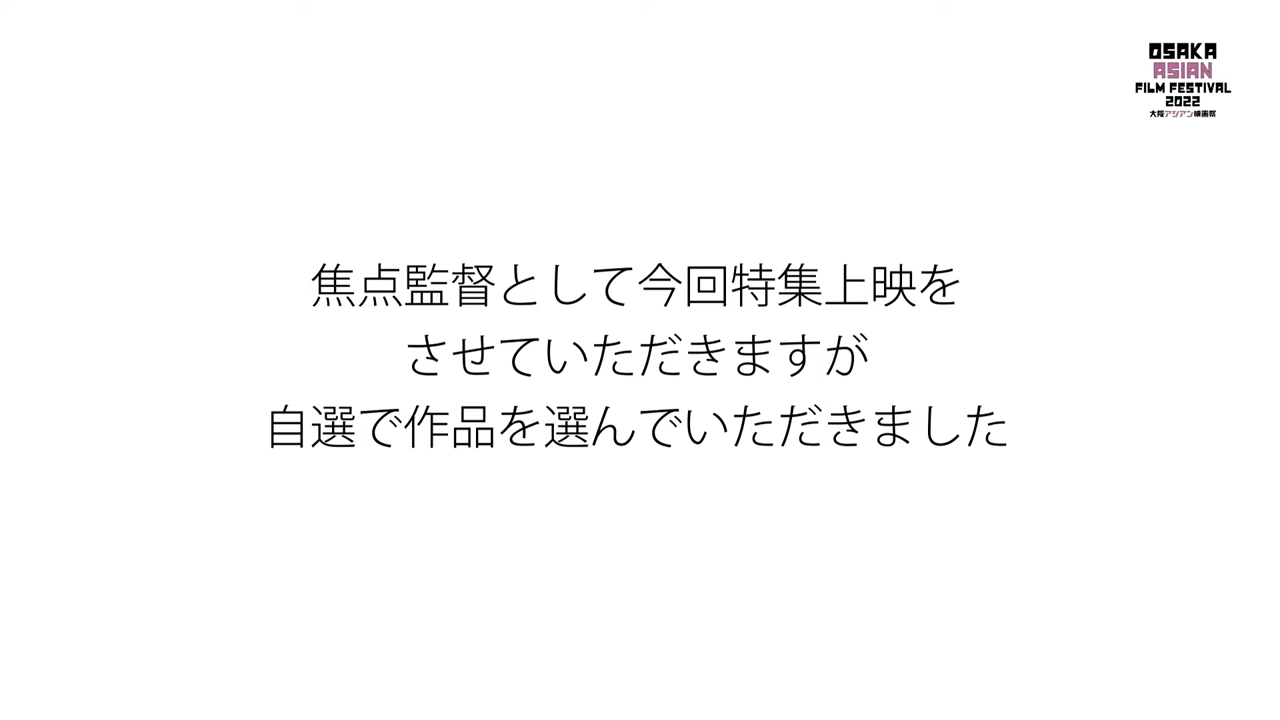 OSAKA
ASIAN
FILM FESTIVAL
2022
大阪アジアン映画祭
焦点監督として今回特集上映を
させていただきますが
自選で作品を選んでいただきました